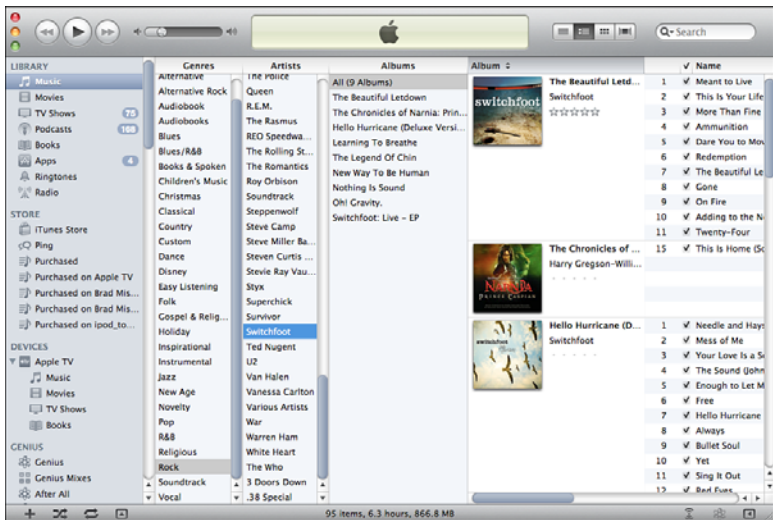 Search
LIBRARY
Music
Movies
TV Shows 75
Podcasts 168
Books
Apps 4
Ringtones
Radio
STORE
iTunes Store
Ping
Purchased
Purchased on Apple TV
Purchased on Brad Mis...
Purchased on Brad Mis...
Purchased on ipod_to...
DEVICES
Apple TV
Music
Movies
TV Shows
Books
GENIUS
Genius
Genius Mixes
After All
Genres
Alternative
Alternative Rock
Audiobook
Audiobooks
Blues
Blues/R&B
Books & Spoken
Children's Music
Christmas
Classical
Country
Custom
Dance
Disney
Easy Listening
Folk
Gospel & Relig...
Holiday
Inspirational
Instrumental
Jazz
New Age
Novelty
Pop
R&B
Religious
Rock
Soundtrack
Vocal
Artists
The Police
Queen
R.E.M.
The Rasmus
REO Speedwa...
The Rolling St...
The Romantics
Roy Orbison
Soundtrack
Steppenwolf
Steve Camp
Steve Miller Ba...
Steven Curtis ...
Stevie Ray Vau...
Styx
Superchick
Survivor
Switchfoot
Ted Nugent
U2
Van Halen
Vanessa Carlton
Various Artists
War
Warren Ham
White Heart
The Who
3 Doors Down
.38 Special
Albums
All (9 Albums)
The Beautiful Letdown
The Chronicles of Narnia: Prin...
Hello Hurricane (Deluxe Versi...
Learning To Breathe
The Legend Of Chin
New Way To Be Human
Nothing Is Sound
Oh! Gravity.
Switchfoot: Live – EP
Album
switchfoot
The Beautiful Letd...
Switchfoot
NARNIA
PRINCE CASPIAN
The Chronicles of ...
Harry Gregson-Willi...
switchfoot
Hello Hurricane (D...
Switchfoot
✓ Name
1 ✓ Meant to Live
2 ✓ This Is Your Life
3 ✓ More Than Fine
4 ✓ Ammunition
5 ✓ Dare You to Mov
6 ✓ Redemption
7 ✓ The Beautiful Le
8 ✓ Gone
9 ✓ On Fire
10 ✓ Adding to the N
11 ✓ Twenty-Four
15 ✓ This Is Home (So
1 ✓ Needle and Hays
2 ✓ Mess of Me
3 ✓ Your Love Is a S
4 ✓ The Sound (John
5 ✓ Enough to Let M
6 ✓ Free
7 ✓ Hello Hurricane
8 ✓ Always
9 ✓ Bullet Soul
10 ✓ Yet
11 ✓ Sing It Out
12 ✓ Red Eyes
95 items, 6.3 hours, 866.8 MB